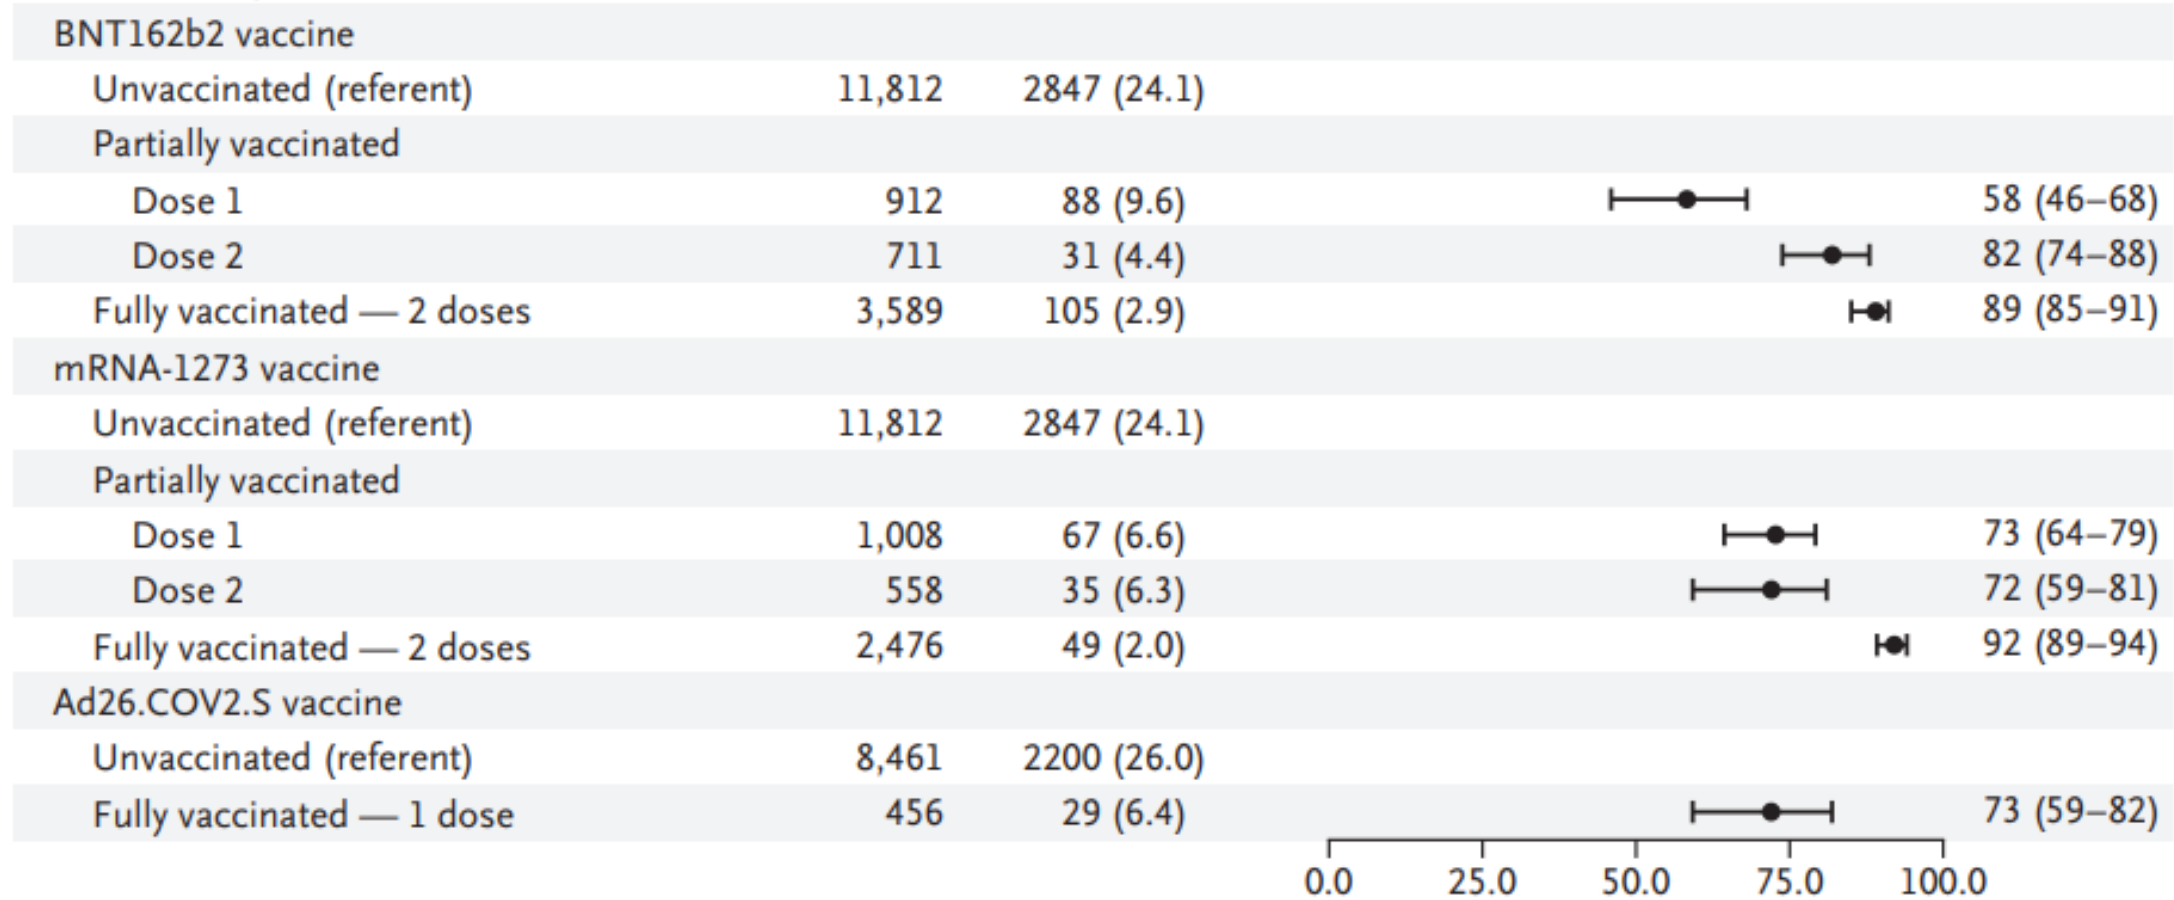 BNT162b2 vaccine
Unvaccinated (referent) 11,812 2847 (24.1)
Partially vaccinated
Dose 1 912 88 (9.6) 58 (46–68)
Dose 2 711 31 (4.4) 82 (74–88)
Fully vaccinated — 2 doses 3,589 105 (2.9) 89 (85–91)
mRNA-1273 vaccine
Unvaccinated (referent) 11,812 2847 (24.1)
Partially vaccinated
Dose 1 1,008 67 (6.6) 73 (64–79)
Dose 2 558 35 (6.3) 72 (59–81)
Fully vaccinated — 2 doses 2,476 49 (2.0) 92 (89–94)
Ad26.COV2.S vaccine
Unvaccinated (referent) 8,461 2200 (26.0)
Fully vaccinated — 1 dose 456 29 (6.4) 73 (59–82)
0.0 25.0 50.0 75.0 100.0